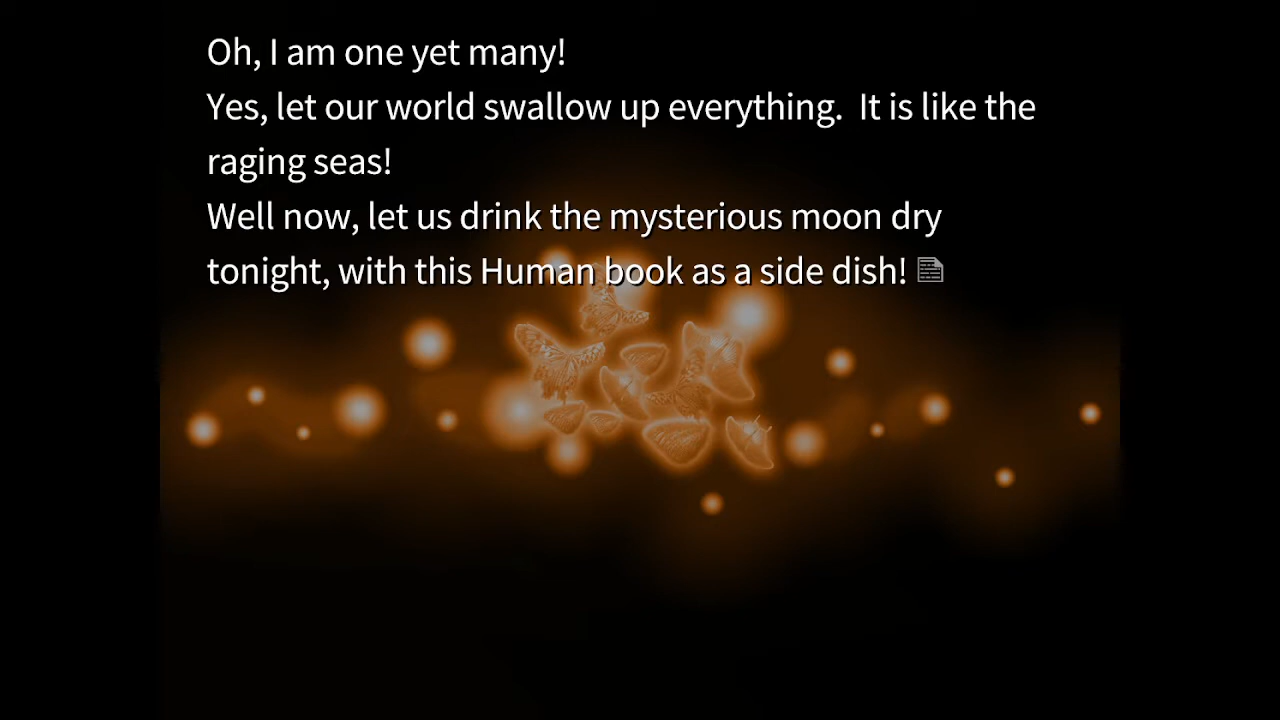 Oh, I am one yet many!
Yes, let our world swallow up everything.  It is like the
raging seas!
Well now, let us drink the mysterious moon dry
tonight, with this Human book as a side dish!